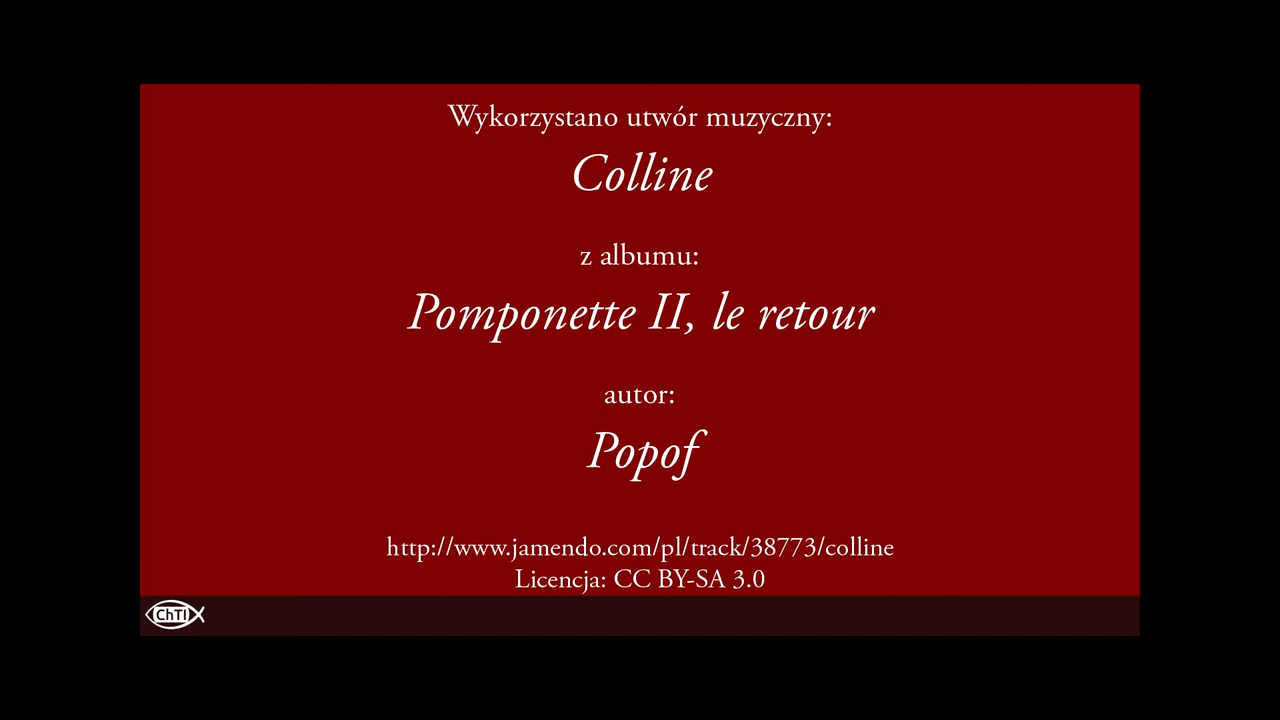 Wykorzystano utwór muzyczny:
Colline
z albumu:
Pomponette II, le retour
autor:
Popof
http://www.jamendo.com/pl/track/38773/colline
Licencja: CC BY-SA 3.0
ChTI